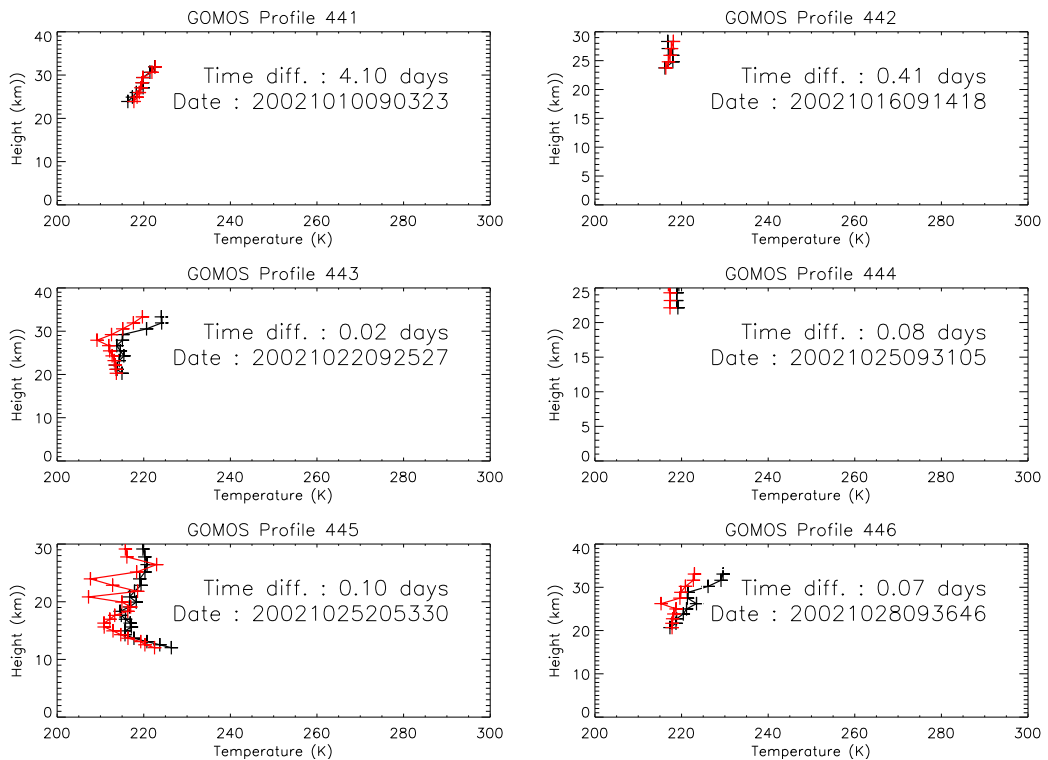 GOMOS Profile 441
40
30
20
10
0
Height (km))
Time diff. : 4.10 days
Date : 20021010090323
200 220 240 260 280 300
Temperature (K)
GOMOS Profile 442
30
25
20
15
10
5
0
Height (km))
Time diff. : 0.41 days
Date : 20021016091418
200 220 240 260 280 300
Temperature (K)
GOMOS Profile 443
40
30
20
10
0
Height (km))
Time diff. : 0.02 days
Date : 20021022092527
200 220 240 260 280 300
Temperature (K)
GOMOS Profile 444
25
20
15
10
5
0
Height (km))
Time diff. : 0.08 days
Date : 20021025093105
200 220 240 260 280 300
Temperature (K)
GOMOS Profile 445
30
25
20
15
10
5
0
Height (km))
Time diff. : 0.10 days
Date : 20021025205330
200 220 240 260 280 300
Temperature (K)
GOMOS Profile 446
40
30
20
10
0
Height (km))
Time diff. : 0.07 days
Date : 20021028093646
200 220 240 260 280 300
Temperature (K)